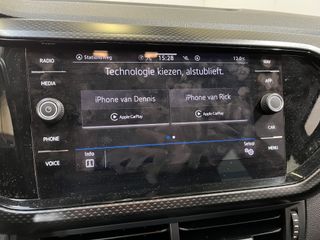 RADIO
Stationsweg
15:28
12.0°C
NAV
Technologie kiezen, alstublieft.
MEDIA
APP
iPhone van Dennis
iPhone van Rick
Apple CarPlay
Apple CarPlay
PHONE
CAR
VOICE
Info
Setup
MENU